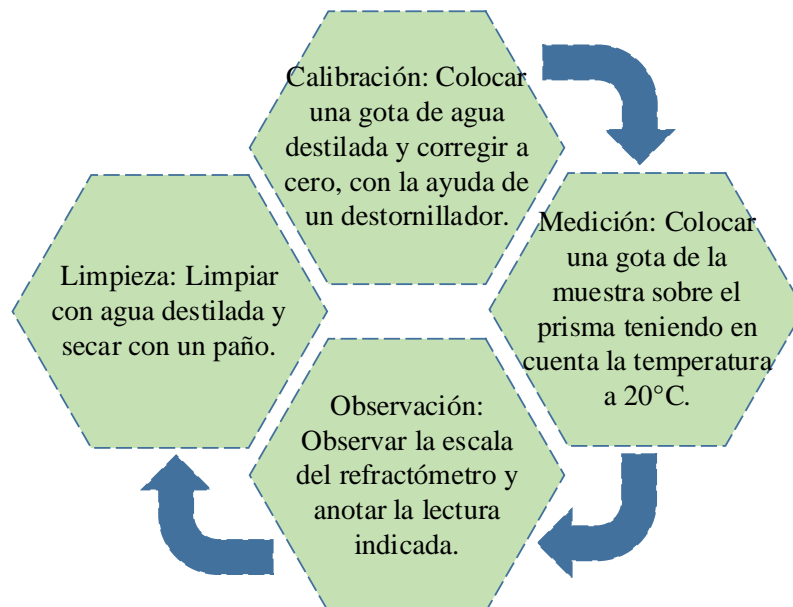 Calibración: Colocar
una gota de agua
destilada y corregir a
cero, con la ayuda de
un destornillador.
Medición: Colocar
una gota de la
muestra sobre el
prisma teniendo en
cuenta la temperatura
a 20°C.
Observación:
Observar la escala
del refractómetro y
anotar la lectura
indicada.
Limpieza: Limpiar
con agua destilada y
secar con un paño.